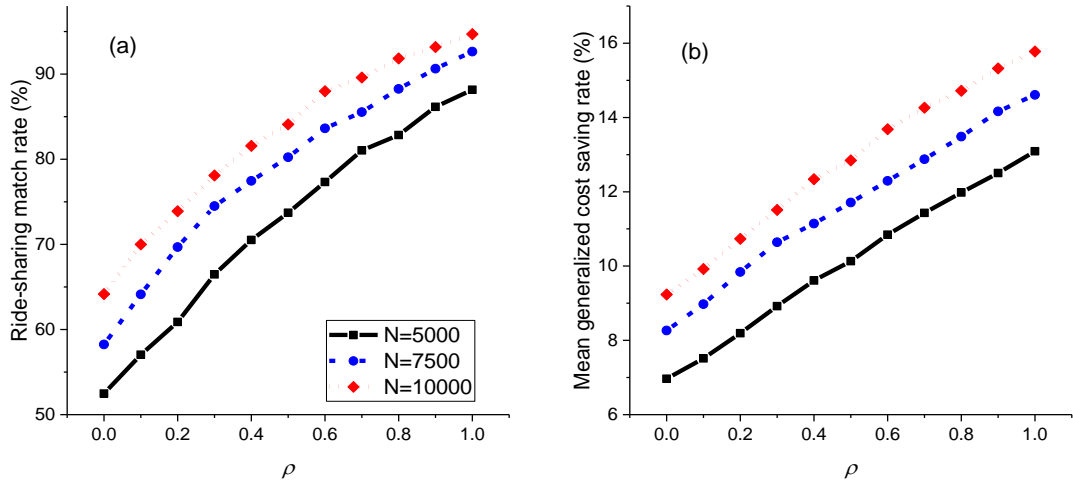 (a)
Ride-sharing match rate (%)
90
80
70
60
50
N=5000
N=7500
N=10000
0.0 0.2 0.4 0.6 0.8 1.0
ρ
(b)
Mean generalized cost saving rate (%)
16
14
12
10
8
6
0.0 0.2 0.4 0.6 0.8 1.0
ρ